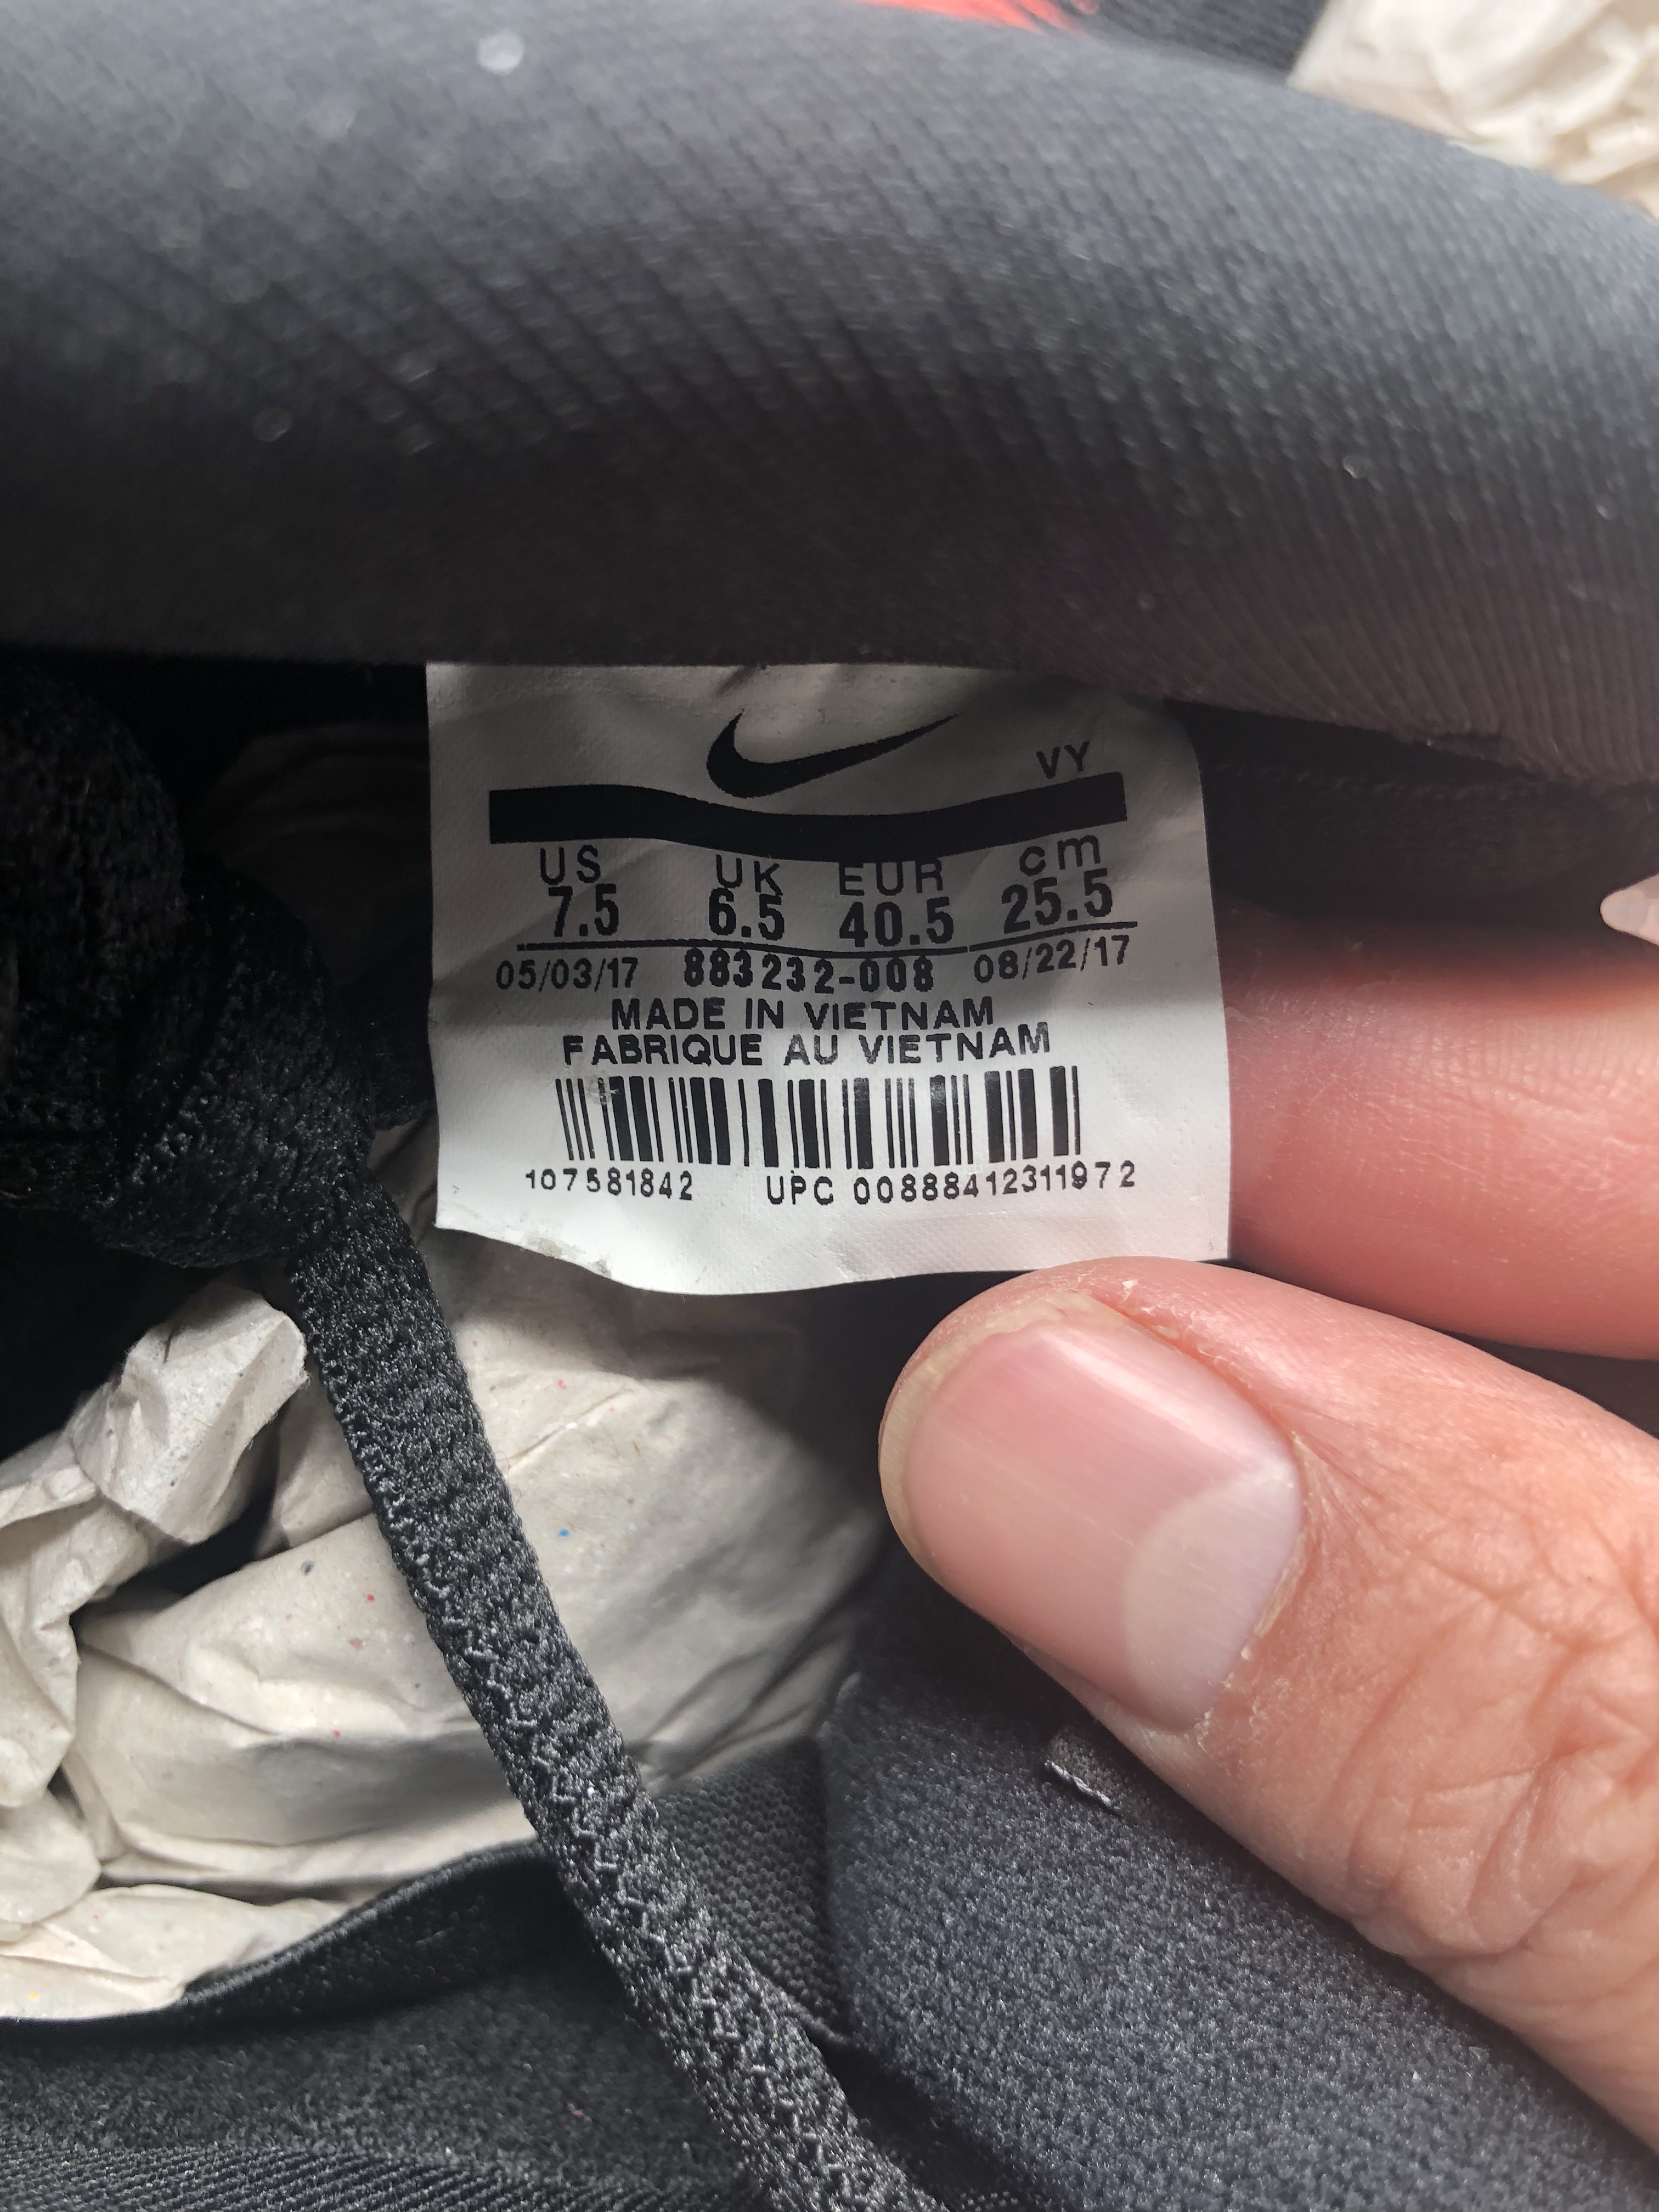 VY
US UK EUR cm
7.5 6.5 40.5 25.5
05/03/17 883232-008 08/22/17
MADE IN VIETNAM
FABRIQUE AU VIETNAM
107581842 UPC 00888412311972